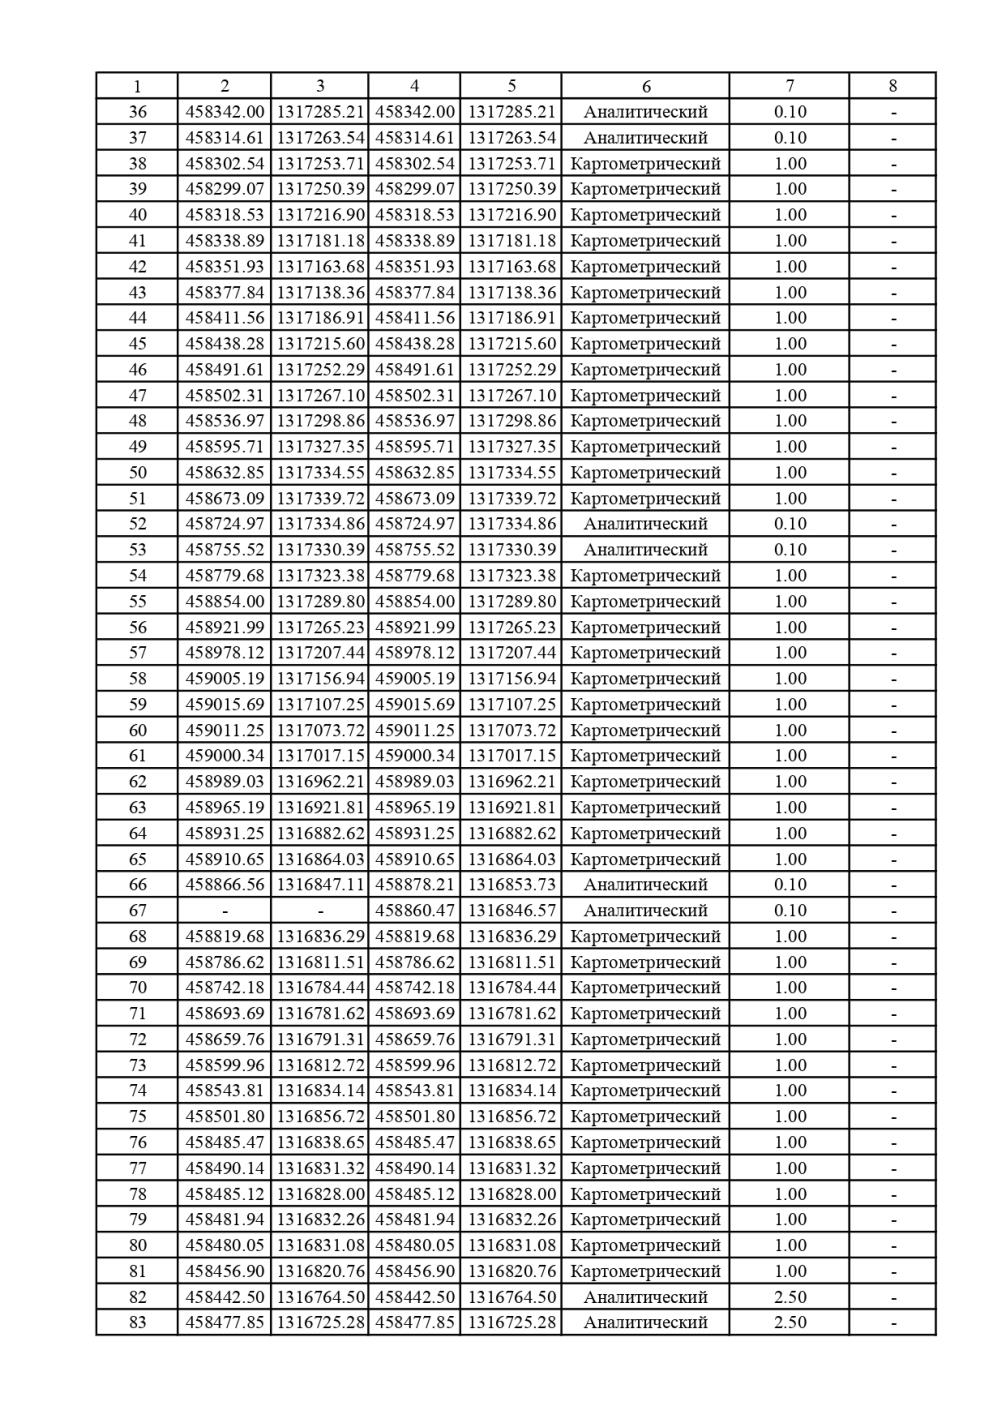 1 2 3 4 5 6 7 8
36 458342.00 1317285.21 458342.00 1317285.21 Аналитический 0.10 -
37 458314.61 1317263.54 458314.61 1317263.54 Аналитический 0.10 -
38 458302.54 1317253.71 458302.54 1317253.71 Картометрический 1.00 -
39 458299.07 1317250.39 458299.07 1317250.39 Картометрический 1.00 -
40 458318.53 1317216.90 458318.53 1317216.90 Картометрический 1.00 -
41 458338.89 1317181.18 458338.89 1317181.18 Картометрический 1.00 -
42 458351.93 1317163.68 458351.93 1317163.68 Картометрический 1.00 -
43 458377.84 1317138.36 458377.84 1317138.36 Картометрический 1.00 -
44 458411.56 1317186.91 458411.56 1317186.91 Картометрический 1.00 -
45 458438.28 1317215.60 458438.28 1317215.60 Картометрический 1.00 -
46 458491.61 1317252.29 458491.61 1317252.29 Картометрический 1.00 -
47 458502.31 1317267.10 458502.31 1317267.10 Картометрический 1.00 -
48 458536.97 1317298.86 458536.97 1317298.86 Картометрический 1.00 -
49 458595.71 1317327.35 458595.71 1317327.35 Картометрический 1.00 -
50 458632.85 1317334.55 458632.85 1317334.55 Картометрический 1.00 -
51 458673.09 1317339.72 458673.09 1317339.72 Картометрический 1.00 -
52 458724.97 1317334.86 458724.97 1317334.86 Аналитический 0.10 -
53 458755.52 1317330.39 458755.52 1317330.39 Аналитический 0.10 -
54 458779.68 1317323.38 458779.68 1317323.38 Картометрический 1.00 -
55 458854.00 1317289.80 458854.00 1317289.80 Картометрический 1.00 -
56 458921.99 1317265.23 458921.99 1317265.23 Картометрический 1.00 -
57 458978.12 1317207.44 458978.12 1317207.44 Картометрический 1.00 -
58 459005.19 1317156.94 459005.19 1317156.94 Картометрический 1.00 -
59 459015.69 1317107.25 459015.69 1317107.25 Картометрический 1.00 -
60 459011.25 1317073.72 459011.25 1317073.72 Картометрический 1.00 -
61 459000.34 1317017.15 459000.34 1317017.15 Картометрический 1.00 -
62 458989.03 1316962.21 458989.03 1316962.21 Картометрический 1.00 -
63 458965.19 1316921.81 458965.19 1316921.81 Картометрический 1.00 -
64 458931.25 1316882.62 458931.25 1316882.62 Картометрический 1.00 -
65 458910.65 1316864.03 458910.65 1316864.03 Картометрический 1.00 -
66 458866.56 1316847.11 458878.21 1316853.73 Аналитический 0.10 -
67 - - 458860.47 1316846.57 Аналитический 0.10 -
68 458819.68 1316836.29 458819.68 1316836.29 Картометрический 1.00 -
69 458786.62 1316811.51 458786.62 1316811.51 Картометрический 1.00 -
70 458742.18 1316784.44 458742.18 1316784.44 Картометрический 1.00 -
71 458693.69 1316781.62 458693.69 1316781.62 Картометрический 1.00 -
72 458659.76 1316791.31 458659.76 1316791.31 Картометрический 1.00 -
73 458599.96 1316812.72 458599.96 1316812.72 Картометрический 1.00 -
74 458543.81 1316834.14 458543.81 1316834.14 Картометрический 1.00 -
75 458501.80 1316856.72 458501.80 1316856.72 Картометрический 1.00 -
76 458485.47 1316838.65 458485.47 1316838.65 Картометрический 1.00 -
77 458490.14 1316831.32 458490.14 1316831.32 Картометрический 1.00 -
78 458485.12 1316828.00 458485.12 1316828.00 Картометрический 1.00 -
79 458481.94 1316832.26 458481.94 1316832.26 Картометрический 1.00 -
80 458480.05 1316831.08 458480.05 1316831.08 Картометрический 1.00 -
81 458456.90 1316820.76 458456.90 1316820.76 Картометрический 1.00 -
82 458442.50 1316764.50 458442.50 1316764.50 Аналитический 2.50 -
83 458477.85 1316725.28 458477.85 1316725.28 Аналитический 2.50 -